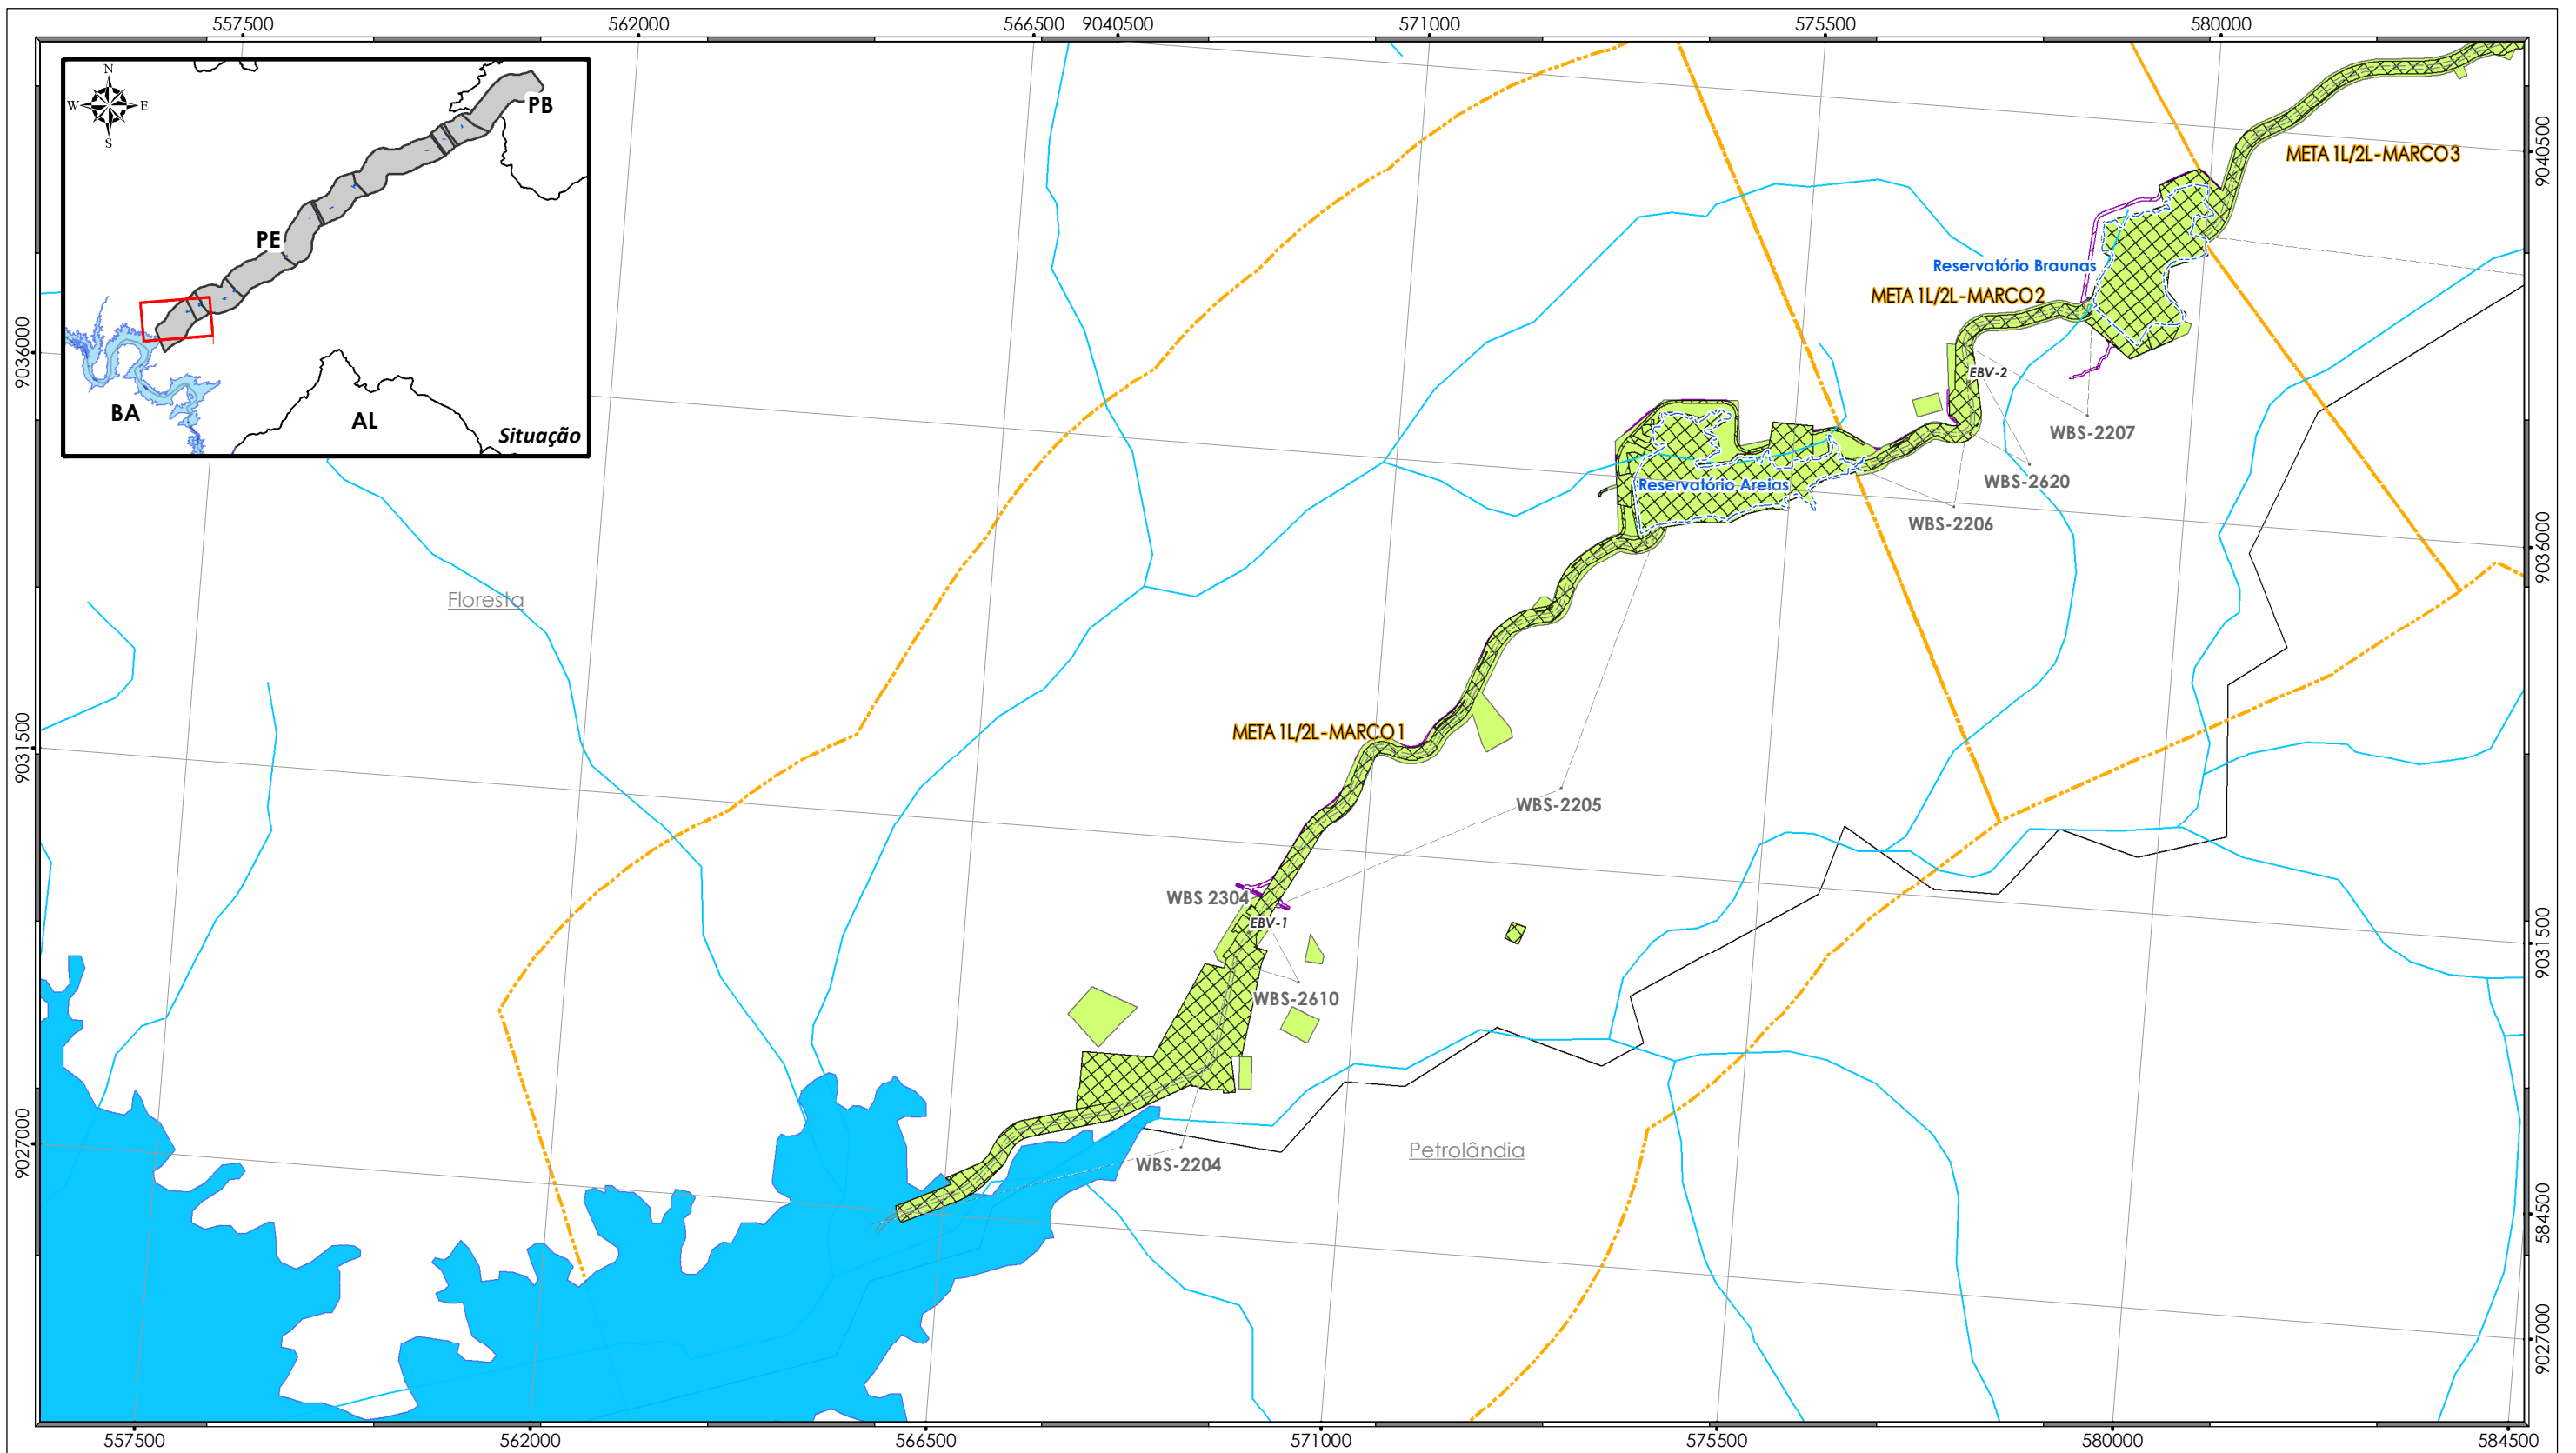 557500
562000
566500
9040500
571000
575500
580000
N
W
E
S
PB
PE
BA
AL
Situação
9040500
META 1L/2L-MARCO3
Reservatório Braunas
META 1L/2L-MARCO2
9036000
EBV-2
WBS-2207
WBS-2620
Reservatório Areias
WBS-2206
9036000
Floresta
META 1L/2L-MARCO1
9031500
WBS-2205
WBS 2304
EBV-1
9031500
WBS-2610
9027000
Petrolândia
WBS-2204
584500
9027000
557500
562000
566500
571000
575500
580000
584500